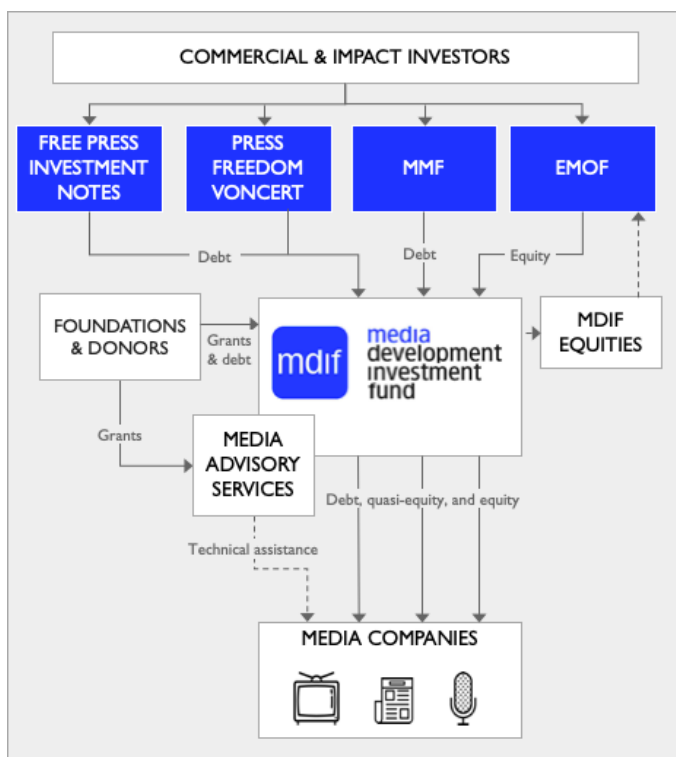 COMMERCIAL & IMPACT INVESTORS
FREE PRESS
INVESTMENT
NOTES
PRESS
FREEDOM
VONCERT
MMF
EMOF
Debt
Debt
Equity
FOUNDATIONS
& DONORS
Grants
& debt
mdif
media
development
investment
fund
MDIF
EQUITIES
Grants
MEDIA
ADVISORY
SERVICES
Debt, quasi-equity, and equity
Technical assistance
MEDIA COMPANIES